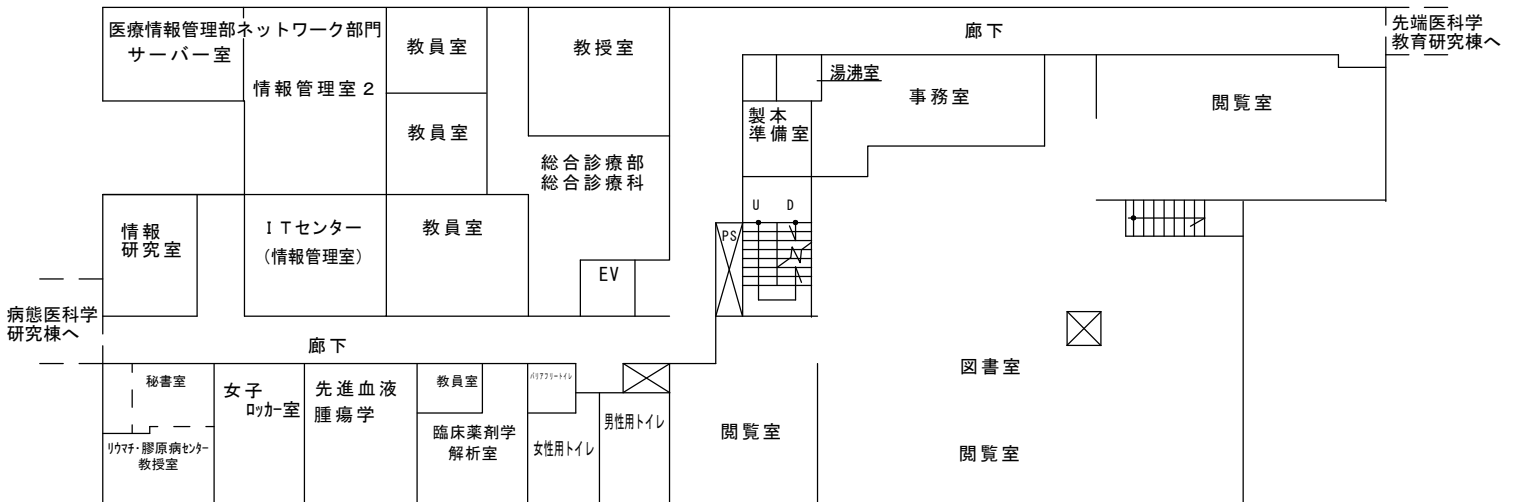 医療情報管理部ネットワーク部門
サーバー室
情報管理室２
教員室
教授室
廊下
先端医科学
教育研究棟へ
湯沸室
事務室
閲覧室
製本
準備室
教員室
総合診療部
総合診療科
情報
研究室
ＩＴセンター
（情報管理室）
教員室
U
D
PS
EV
病態医科学
研究棟へ
廊下
図書室
秘書室
女子
ﾛｯｶｰ室
先進血液
腫瘍学
教員室
ﾊﾞﾘｱﾌﾘｰﾄｲﾚ
男性用トイレ
閲覧室
臨床薬剤学
解析室
女性用トイレ
閲覧室
ﾘｳﾏﾁ・膠原病ｾﾝﾀｰ
教授室